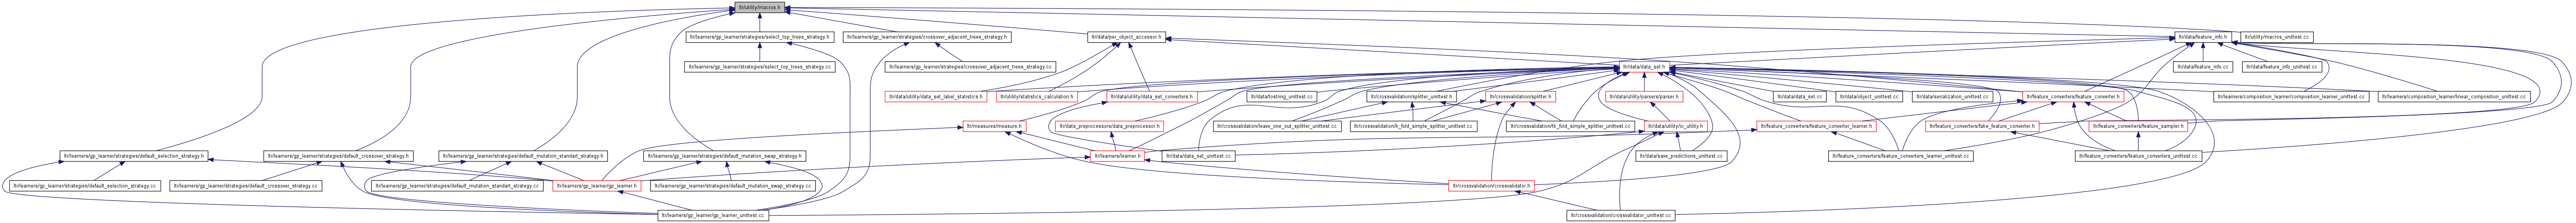 ltr/utility/macros.h
ltr/learners/gp_learner/strategies/select_top_trees_strategy.h
ltr/learners/gp_learner/strategies/crossover_adjacent_trees_strategy.h
ltr/data/per_object_accessor.h
ltr/data/feature_info.h
ltr/utility/macros_unittest.cc
ltr/learners/gp_learner/strategies/select_top_trees_strategy.cc
ltr/learners/gp_learner/strategies/crossover_adjacent_trees_strategy.cc
ltr/data/data_set.h
ltr/data/feature_info.cc
ltr/data/feature_info_unittest.cc
ltr/data/utility/data_set_label_statistics.h
ltr/utility/statistics_calculation.h
ltr/data/utility/data_set_converters.h
ltr/data/tostring_unittest.cc
ltr/crossvalidation/splitter_unittest.h
ltr/crossvalidation/splitter.h
ltr/data/utility/parsers/parser.h
ltr/data/data_set.cc
ltr/data/object_unittest.cc
ltr/data/serialization_unittest.cc
ltr/feature_converters/feature_converter.h
ltr/learners/composition_learner/composition_learner_unittest.cc
ltr/learners/composition_learner/linear_composition_unittest.cc
ltr/measures/measure.h
ltr/data_preprocessors/data_preprocessor.h
ltr/crossvalidation/leave_one_out_splitter_unittest.cc
ltr/crossvalidation/k_fold_simple_splitter_unittest.cc
ltr/crossvalidation/tk_fold_simple_splitter_unittest.cc
ltr/data/utility/io_utility.h
ltr/feature_converters/feature_converter_learner.h
ltr/feature_converters/fake_feature_converter.h
ltr/feature_converters/feature_sampler.h
ltr/learners/gp_learner/strategies/default_selection_strategy.h
ltr/learners/gp_learner/strategies/default_crossover_strategy.h
ltr/learners/gp_learner/strategies/default_mutation_standart_strategy.h
ltr/learners/gp_learner/strategies/default_mutation_swap_strategy.h
ltr/learners/learner.h
ltr/data/data_set_unittest.cc
ltr/data/save_predictions_unittest.cc
ltr/feature_converters/feature_converters_learner_unittest.cc
ltr/feature_converters/feature_converters_unittest.cc
ltr/learners/gp_learner/strategies/default_selection_strategy.cc
ltr/learners/gp_learner/strategies/default_crossover_strategy.cc
ltr/learners/gp_learner/strategies/default_mutation_standart_strategy.cc
ltr/learners/gp_learner/gp_learner.h
ltr/learners/gp_learner/strategies/default_mutation_swap_strategy.cc
ltr/crossvalidation/crossvalidator.h
ltr/learners/gp_learner/gp_learner_unittest.cc
ltr/crossvalidation/crossvalidator_unittest.cc